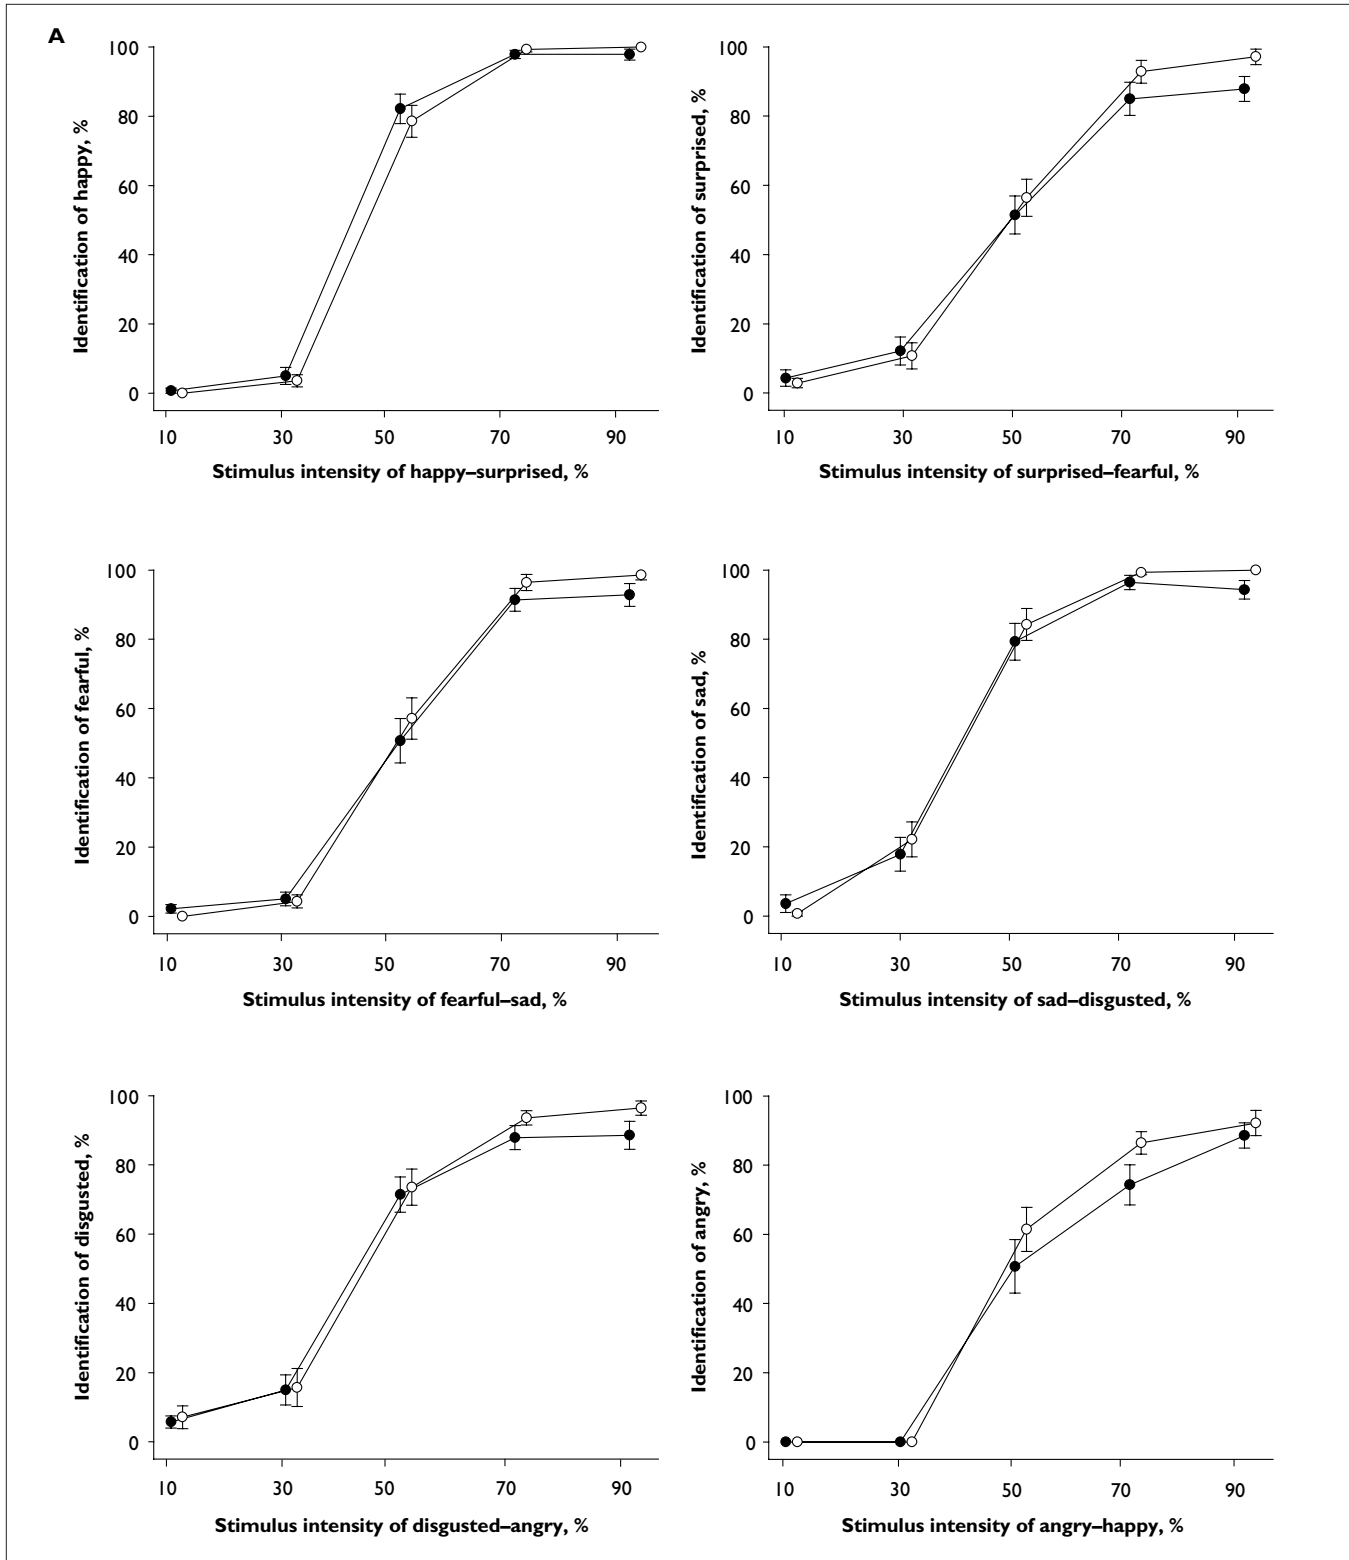 A
100
80
60
40
20
0
Identification of happy, %
10 30 50 70 90
Stimulus intensity of happy–surprised, %
100
80
60
40
20
0
Identification of surprised, %
10 30 50 70 90
Stimulus intensity of surprised–fearful, %
100
80
60
40
20
0
Identification of fearful, %
10 30 50 70 90
Stimulus intensity of fearful–sad, %
100
80
60
40
20
0
Identification of sad, %
10 30 50 70 90
Stimulus intensity of sad–disgusted, %
100
80
60
40
20
0
Identification of disgusted, %
10 30 50 70 90
Stimulus intensity of disgusted–angry, %
100
80
60
40
20
0
Identification of angry, %
10 30 50 70 90
Stimulus intensity of angry–happy, %